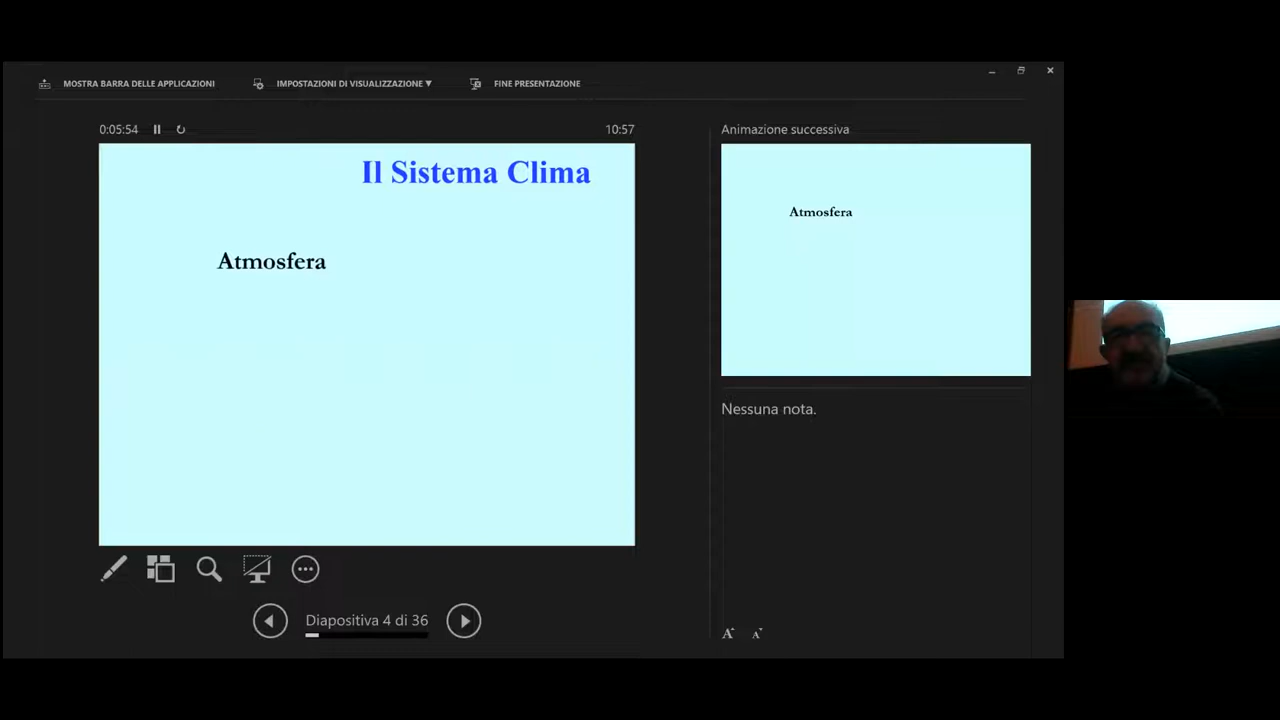 MOSTRA BARRA DELLE APPLICAZIONI IMPOSTAZIONI DI VISUALIZZAZIONE ▼ FINE PRESENTAZIONE
0:05:54 10:57
Il Sistema Clima
Atmosfera
Animazione successiva
Atmosfera
Nessuna nota.
Diapositiva 4 di 36
A A